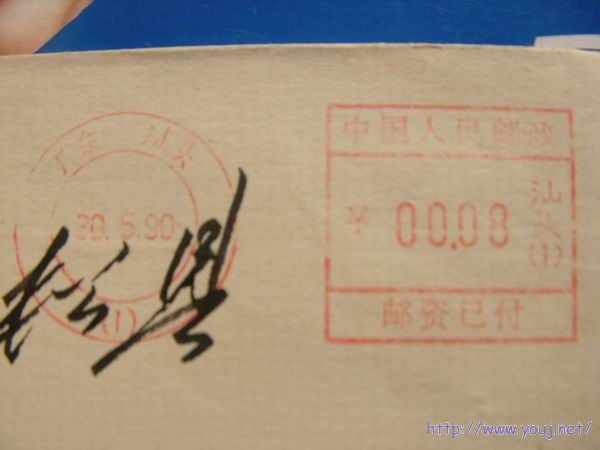 广东 汕头
30.5.90
(1)
中国人民邮政
¥ 00.08
汕头(1)
邮资已付
http://www.youj.net/